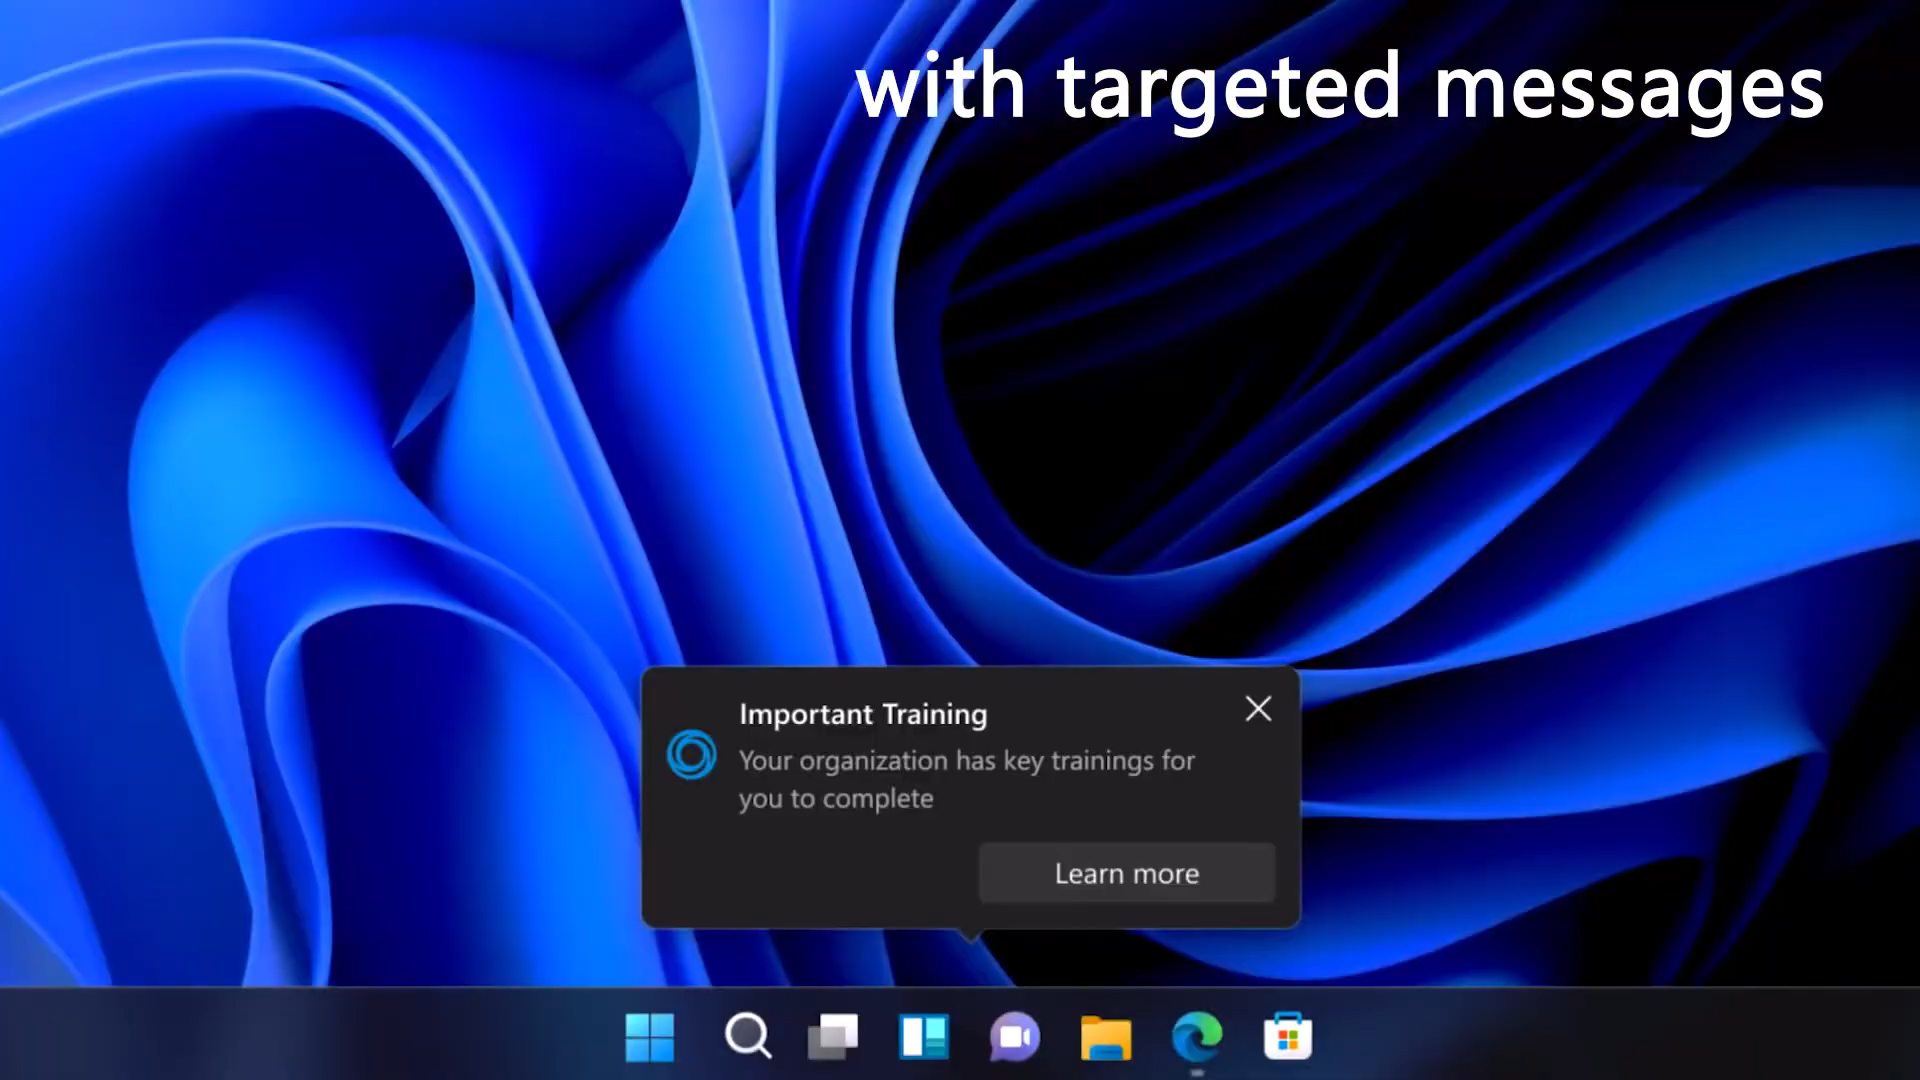 with targeted messages
Important Training
Your organization has key trainings for
you to complete
Learn more